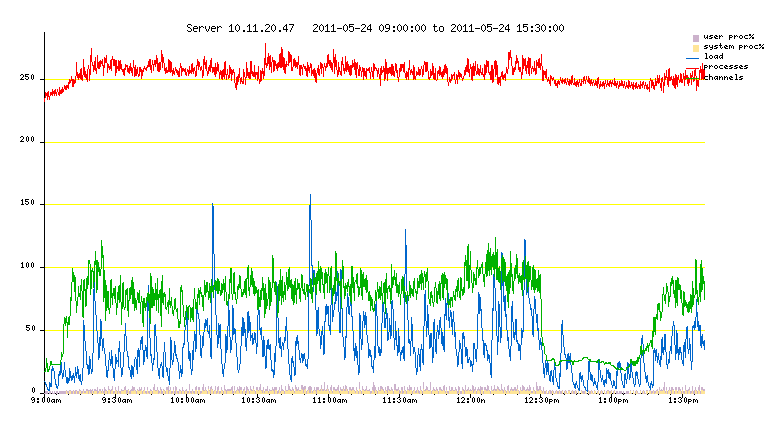 Server 10.11.20.47 2011-05-24 09:00:00 to 2011-05-24 15:30:00
user proc%
system proc%
load
processes
channels
250
200
150
100
50
0
9:00am 9:30am 10:00am 10:30am 11:00am 11:30am 12:00n 12:30pm 1:00pm 11:30pm